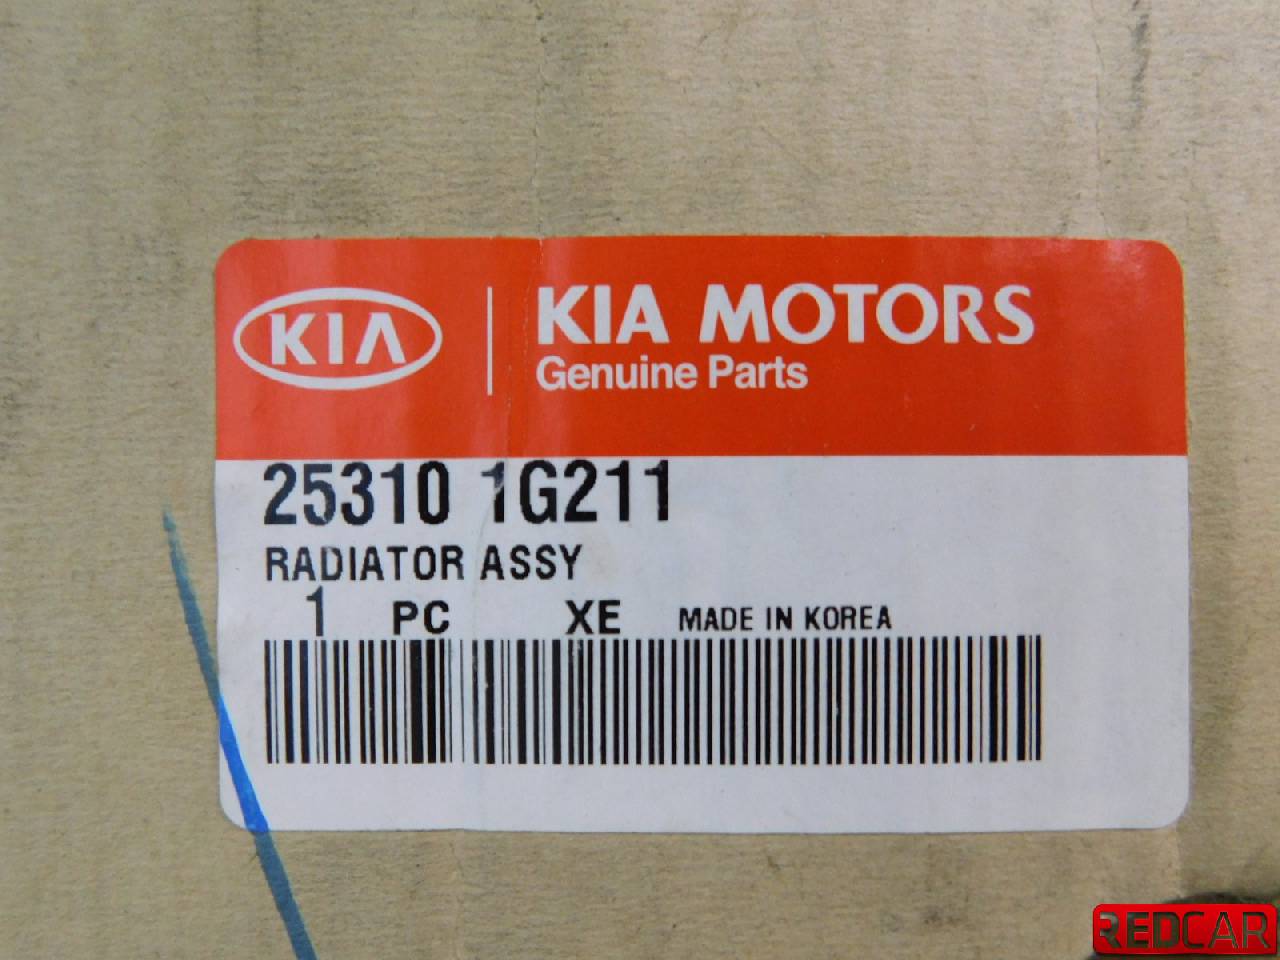 KIA
KIA MOTORS
Genuine Parts
25310 1G211
RADIATOR ASSY
1 PC XE MADE IN KOREA
REDCAR